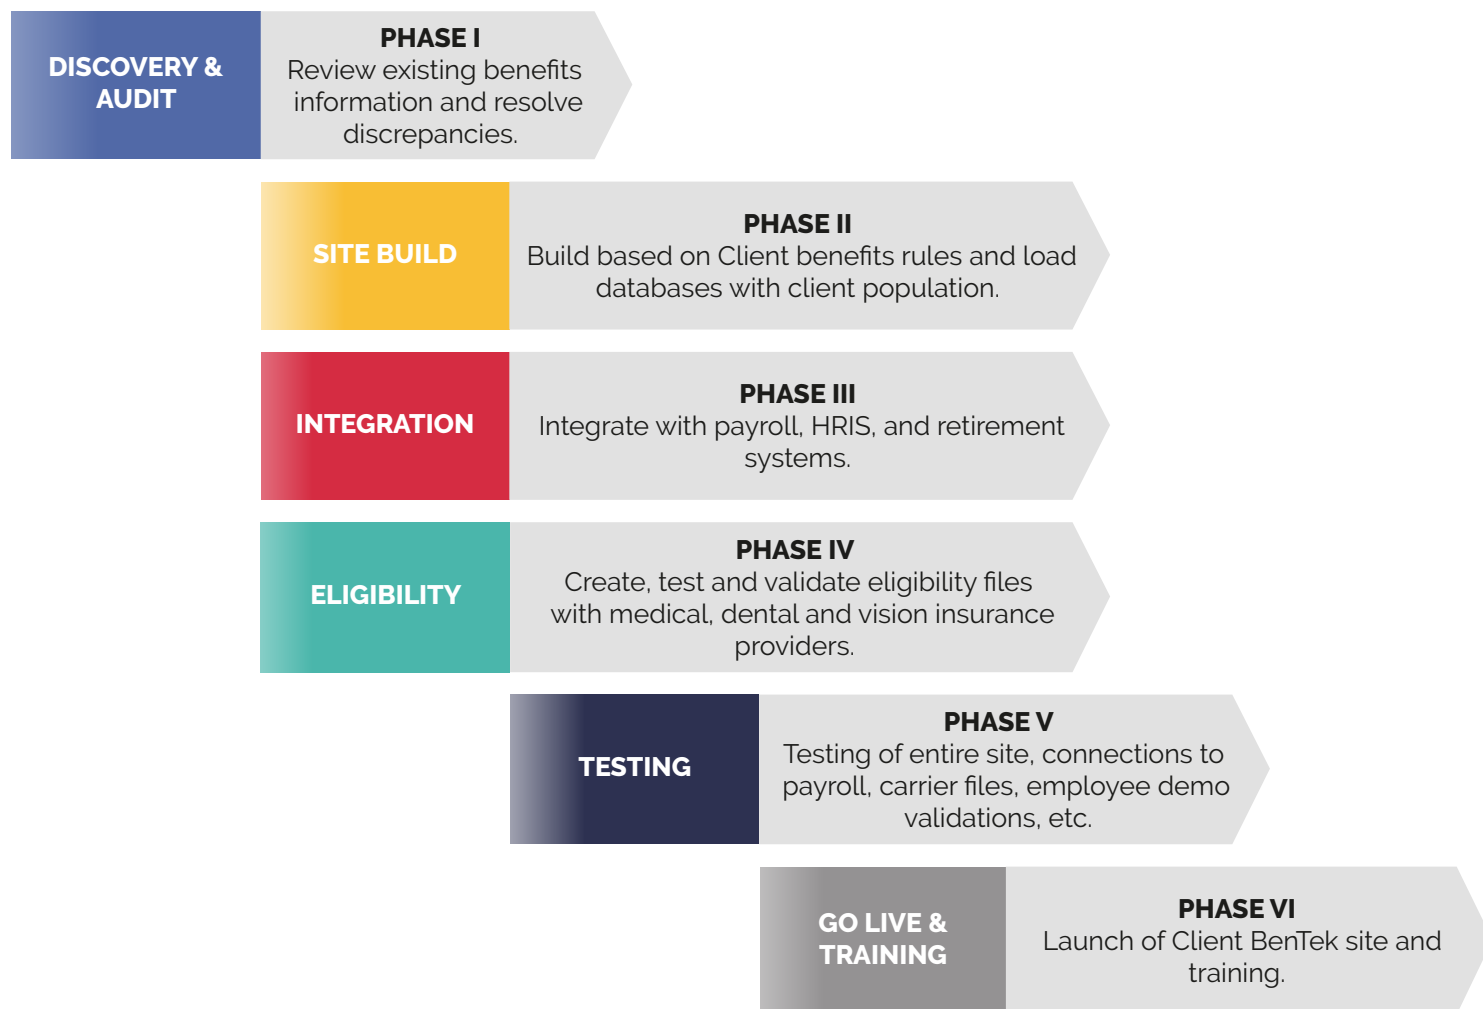 DISCOVERY &
AUDIT
PHASE I
Review existing benefits
information and resolve
discrepancies.
SITE BUILD
PHASE II
Build based on Client benefits rules and load
databases with client population.
INTEGRATION
PHASE III
Integrate with payroll, HRIS, and retirement
systems.
ELIGIBILITY
PHASE IV
Create, test and validate eligibility files
with medical, dental and vision insurance
providers.
TESTING
PHASE V
Testing of entire site, connections to
payroll, carrier files, employee demo
validations, etc.
GO LIVE &
TRAINING
PHASE VI
Launch of Client BenTek site and
training.